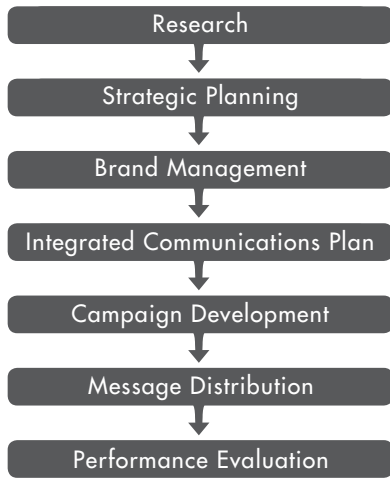 Research
Strategic Planning
Brand Management
Integrated Communications Plan
Campaign Development
Message Distribution
Performance Evaluation